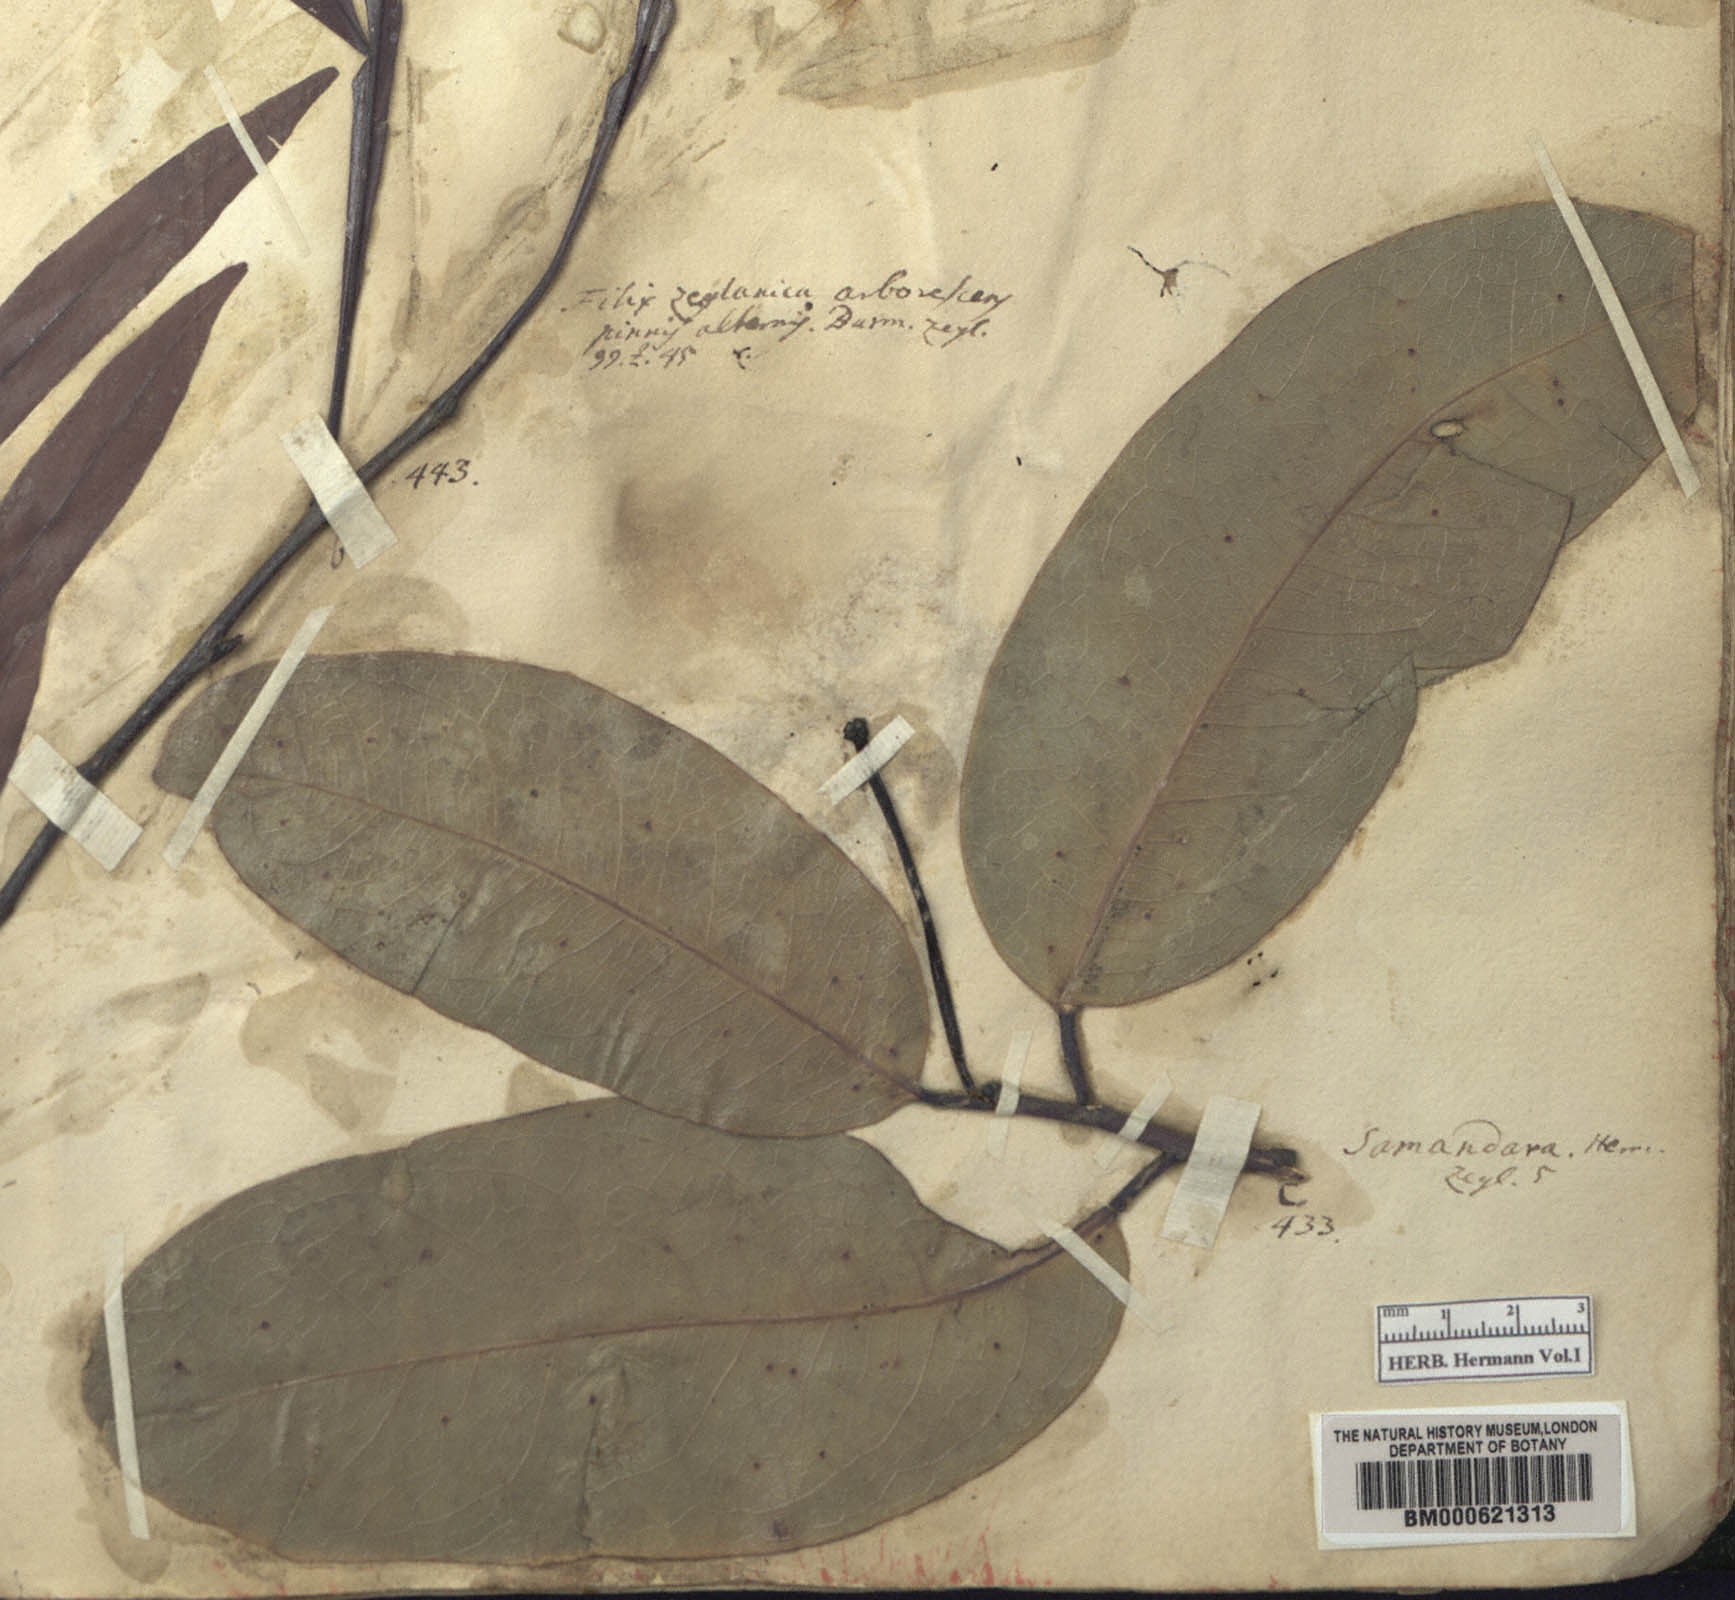 Filix zeylanica arborescens
pinnis alternis. Burm. zeyl.
99. t. 45
443.
Samandara. Herm.
zeyl. 5
433.
mm 1 2 3
HERB. Hermann Vol.I
THE NATURAL HISTORY MUSEUM,LONDON
DEPARTMENT OF BOTANY
BM000621313